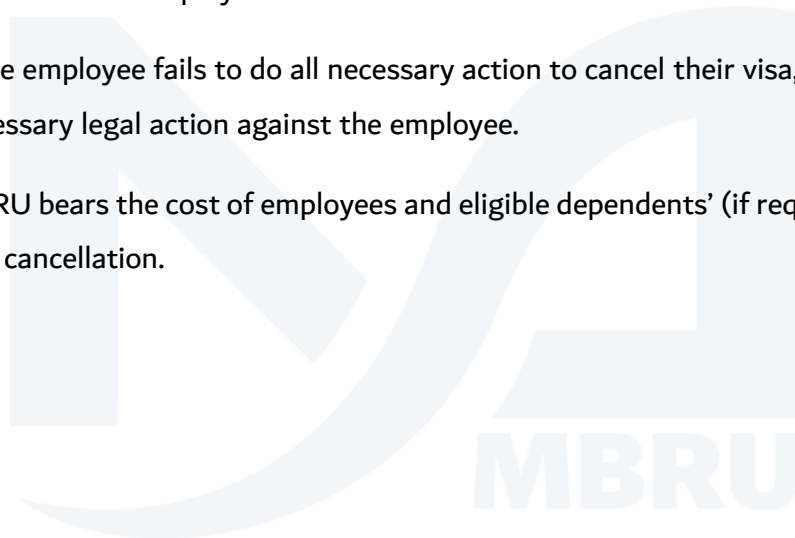 e employee fails to do all necessary action to cancel their visa,
essary legal action against the employee.
RU bears the cost of employees and eligible dependents’ (if req
cancellation.
MBRU